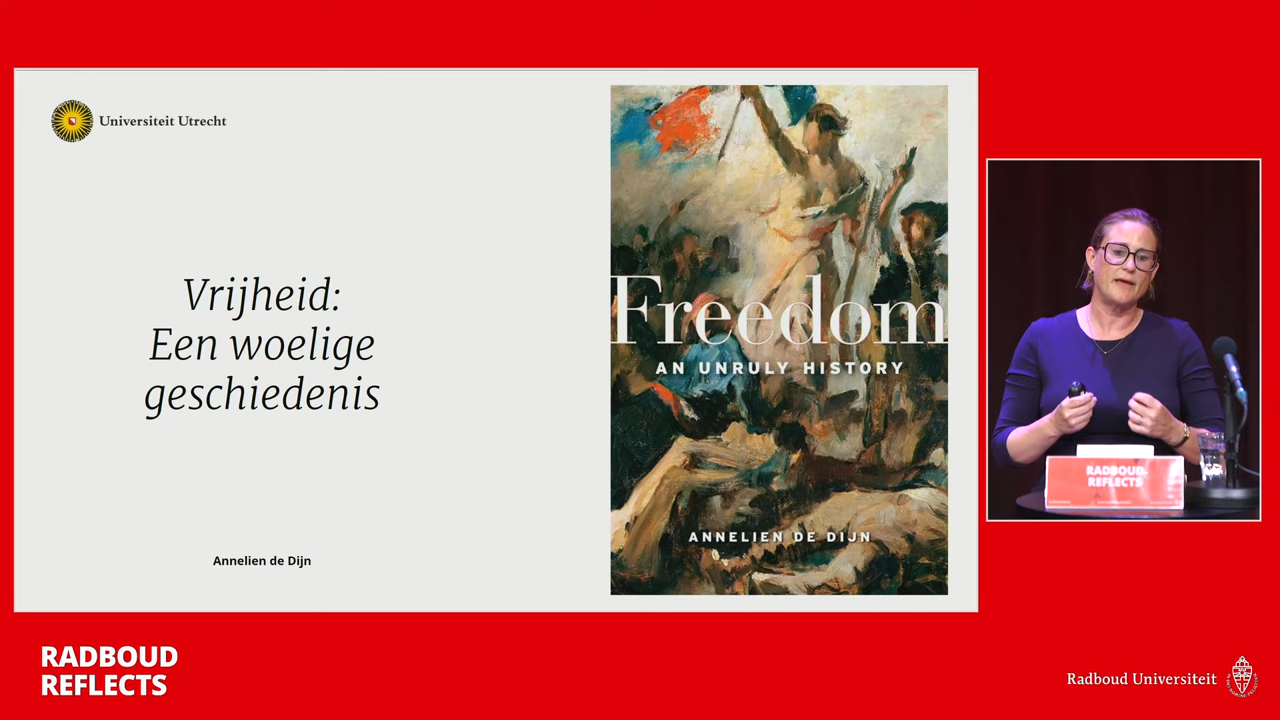 Universiteit Utrecht
Vrijheid:
Een woelige
geschiedenis
Annelien de Dijn
Freedom
AN UNRULY HISTORY
ANNELIEN DE DIJN
RADBOUD
REFLECTS
RADBOUD
REFLECTS
Radboud Universiteit